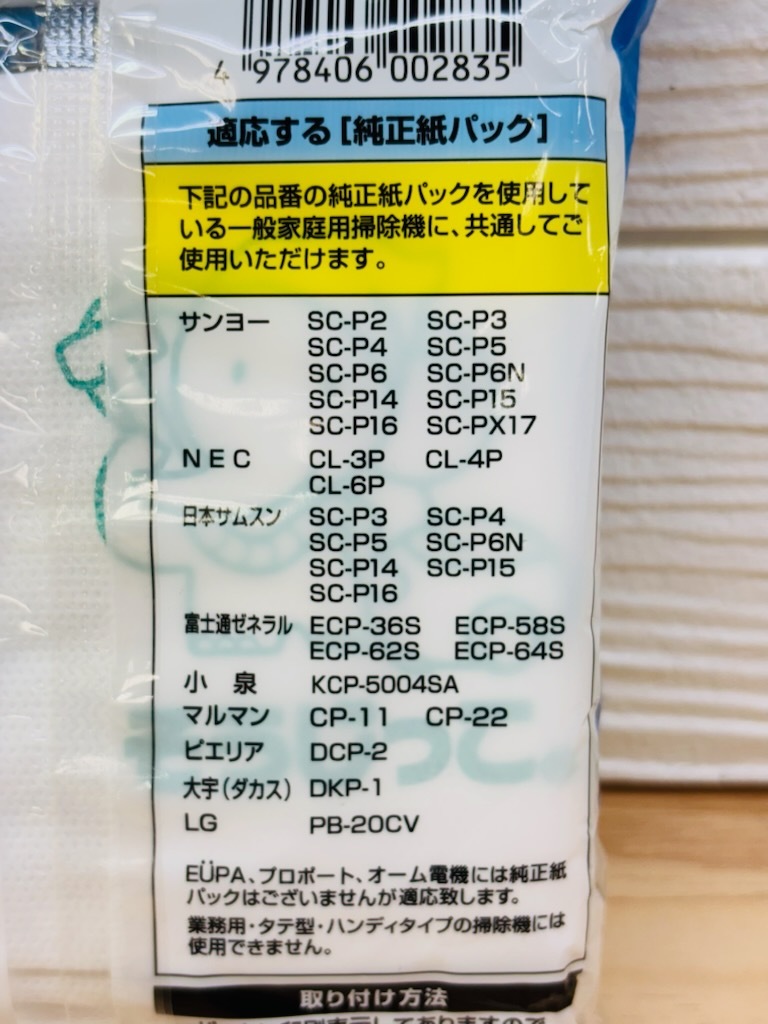 4 978406 002835
適応する［純正紙パック］
下記の品番の純正紙パックを使用して
いる一般家庭用掃除機に、共通してご
使用いただけます。
サンヨー SC-P2 SC-P3
SC-P4 SC-P5
SC-P6 SC-P6N
SC-P14 SC-P15
SC-P16 SC-PX17
NEC CL-3P CL-4P
CL-6P
日本サムスン SC-P3 SC-P4
SC-P5 SC-P6N
SC-P14 SC-P15
SC-P16
富士通ゼネラル ECP-36S ECP-58S
ECP-62S ECP-64S
小泉 KCP-5004SA
マルマン CP-11 CP-22
ピエリア DCP-2
大宇(ダカス) DKP-1
LG PB-20CV
EÜPA、プロポート、オーム電機には純正紙
パックはございませんが適応致します。
業務用・タテ型・ハンディタイプの掃除機には
使用できません。
取り付け方法